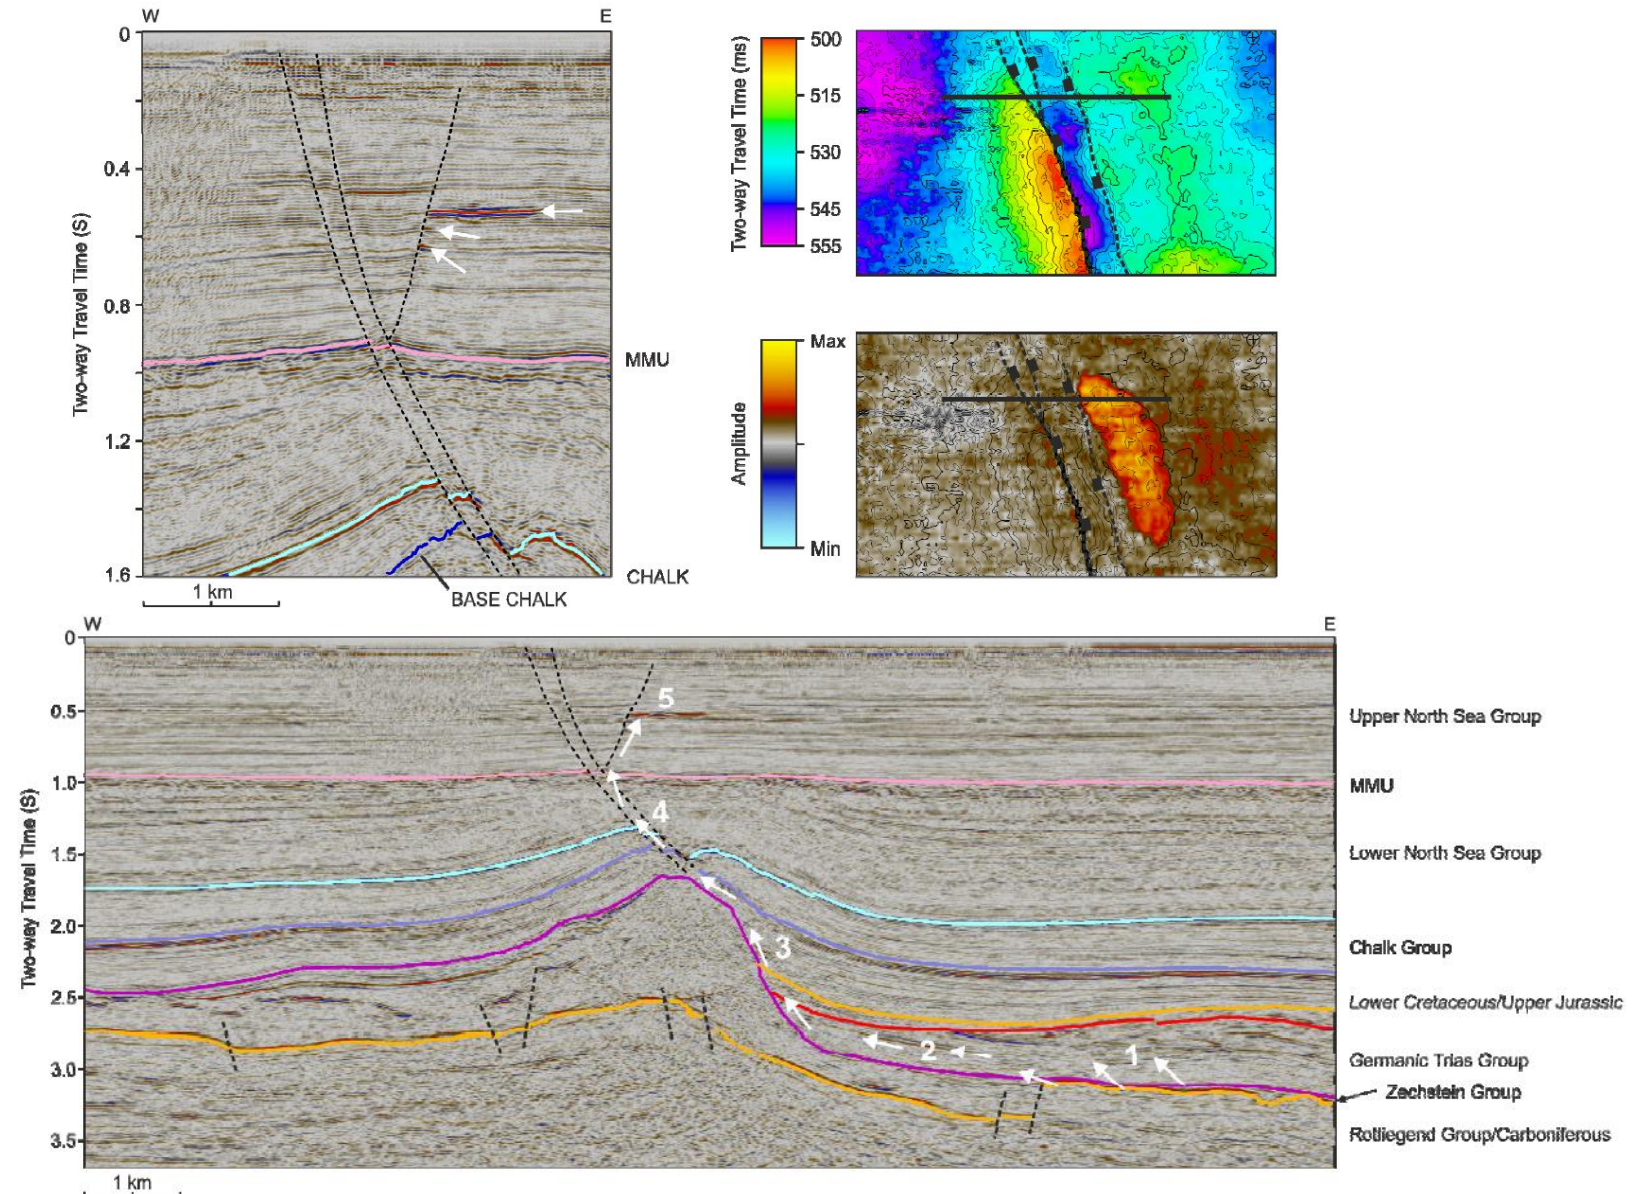 W E
0
0.4
0.8
1.2
1.6
Two-way Travel Time (S)
MMU
CHALK
BASE CHALK
1 km
Two-way Travel Time (ms)
500
515
530
545
555
Amplitude
Max
Min
W E
0
0.5
1.0
1.5
2.0
2.5
3.0
3.5
Two-way Travel Time (S)
5
4
3
2
1
Upper North Sea Group
MMU
Lower North Sea Group
Chalk Group
Lower Cretaceous/Upper Jurassic
Germanic Trias Group
Zechstein Group
Rotliegend Group/Carboniferous
1 km